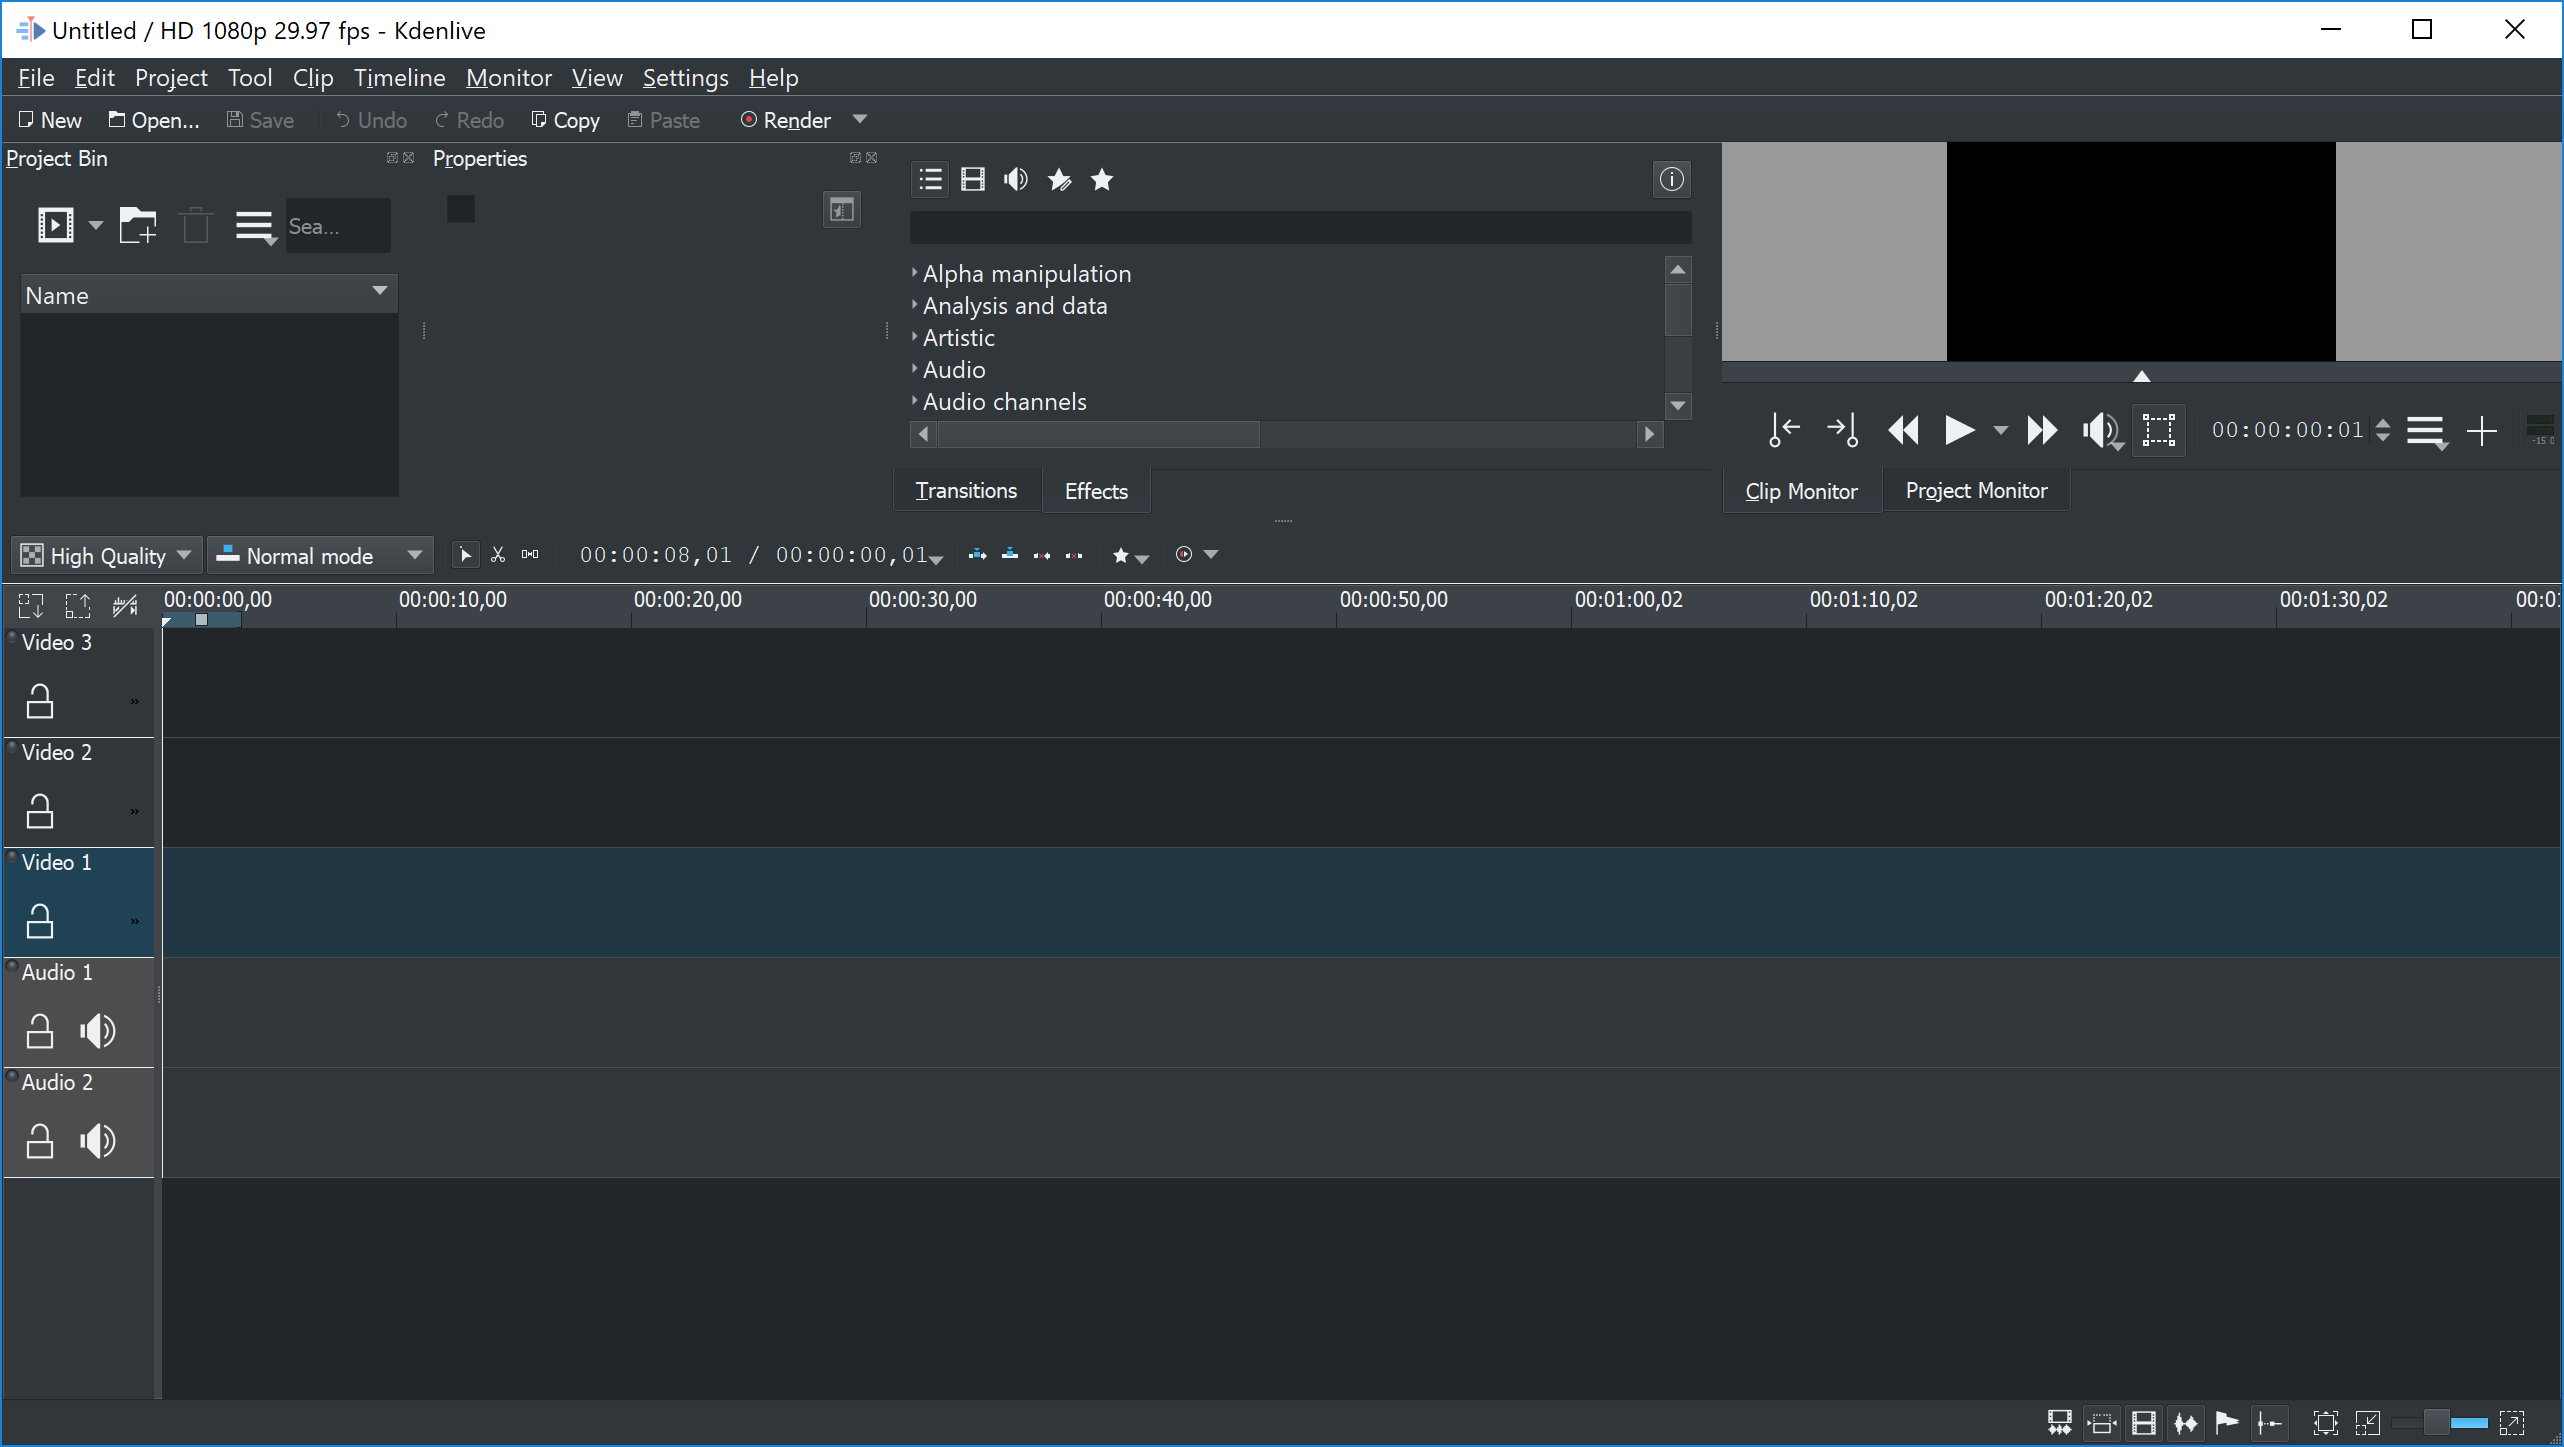 Untitled / HD 1080p 29.97 fps - Kdenlive
File Edit Project Tool Clip Timeline Monitor View Settings Help
New Open... Save Undo Redo Copy Paste Render
Project Bin Properties
Sea...
Name
Alpha manipulation
Analysis and data
Artistic
Audio
Audio channels
00:00:00:01
-15 0
Transitions Effects Clip Monitor Project Monitor
High Quality Normal mode 00:00:08,01 / 00:00:00,01
00:00:00,00 00:00:10,00 00:00:20,00 00:00:30,00 00:00:40,00 00:00:50,00 00:01:00,02 00:01:10,02 00:01:20,02 00:01:30,02
Video 3
»
Video 2
»
Video 1
»
Audio 1
Audio 2